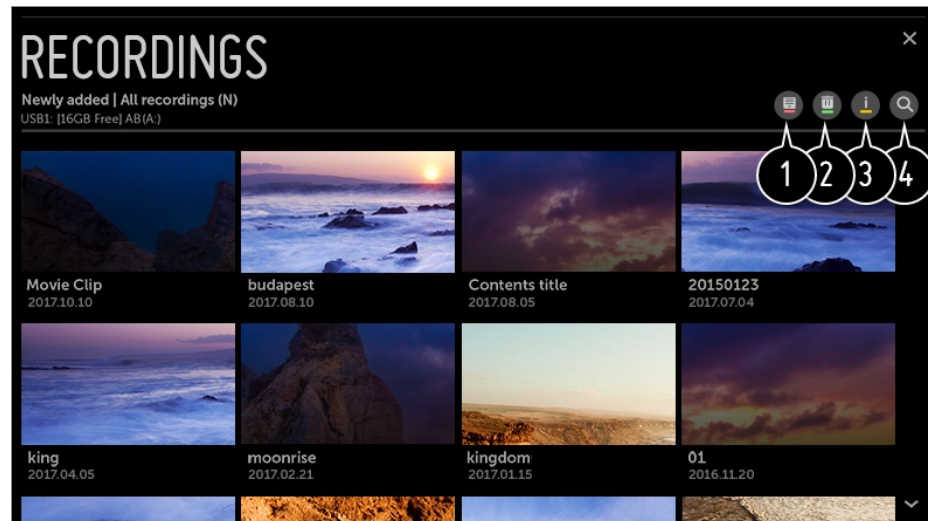 RECORDINGS
Newly added | All recordings (N)
USB1: [16GB Free] AB(A:)
1 2 3 4
Movie Clip
2017.10.10
budapest
2017.08.10
Contents title
2017.08.05
20150123
2017.07.04
king
2017.04.05
moonrise
2017.02.21
kingdom
2017.01.15
01
2016.11.20